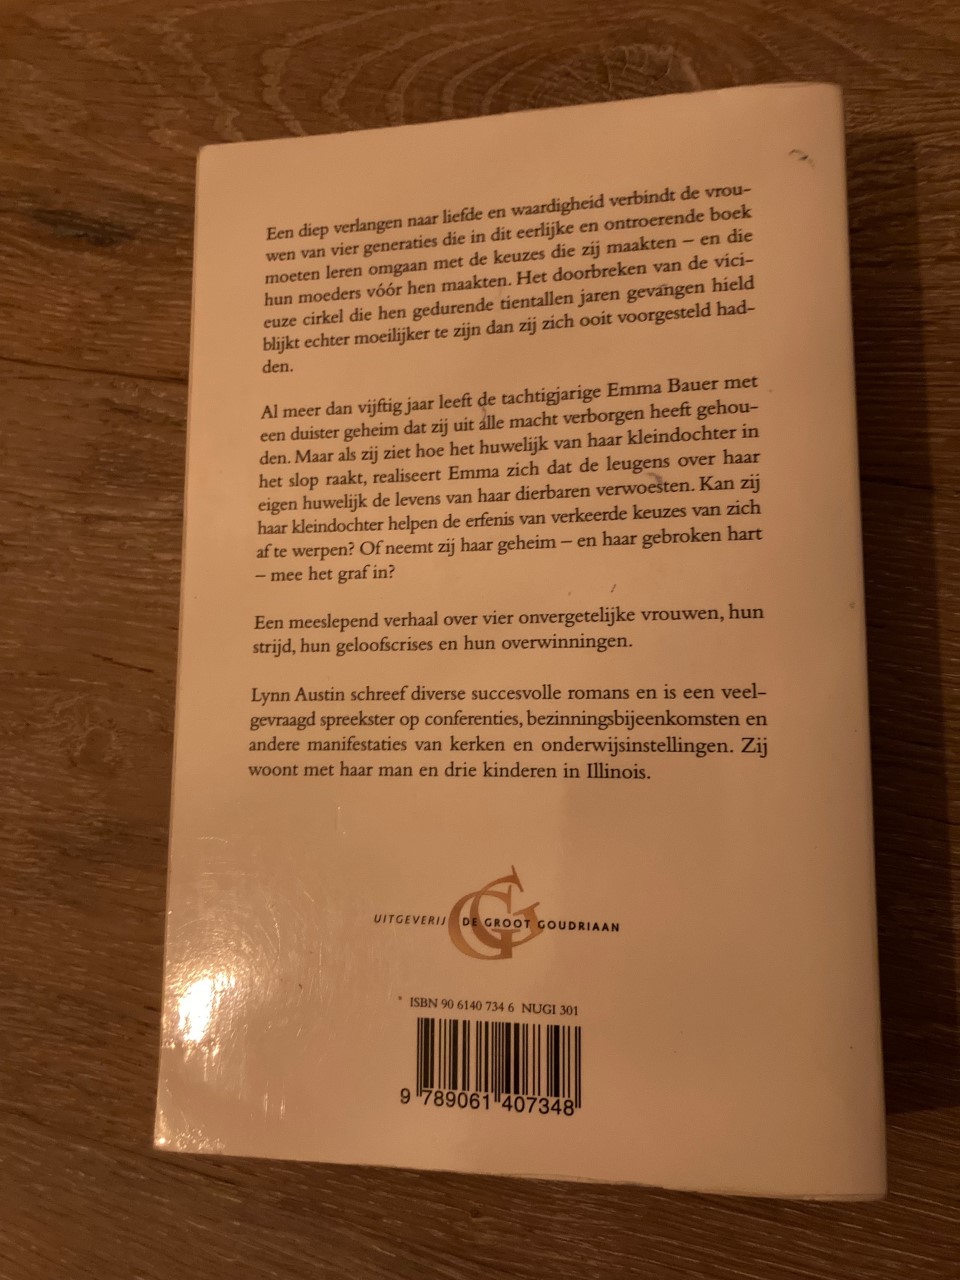 Een diep verlangen naar liefde en waardigheid verbindt de vrou-
wen van vier generaties die in dit eerlijke en ontroerende boek
moeten leren omgaan met de keuzes die zij maakten – en die
hun moeders vóór hen maakten. Het doorbreken van de vici-
euze cirkel die hen gedurende tientallen jaren gevangen hield
blijkt echter moeilijker te zijn dan zij zich ooit voorgesteld had-
den.
Al meer dan vijftig jaar leeft de tachtigjarige Emma Bauer met
een duister geheim dat zij uit alle macht verborgen heeft gehou-
den. Maar als zij ziet hoe het huwelijk van haar kleindochter in
het slop raakt, realiseert Emma zich dat de leugens over haar
eigen huwelijk de levens van haar dierbaren verwoesten. Kan zij
haar kleindochter helpen de erfenis van verkeerde keuzes van zich
af te werpen? Of neemt zij haar geheim – en haar gebroken hart
– mee het graf in?
Een meeslepend verhaal over vier onvergetelijke vrouwen, hun
strijd, hun geloofscrises en hun overwinningen.
Lynn Austin schreef diverse succesvolle romans en is een veel-
gevraagd spreekster op conferenties, bezinningsbijeenkomsten en
andere manifestaties van kerken en onderwijsinstellingen. Zij
woont met haar man en drie kinderen in Illinois.
UITGEVERIJ DE GROOT GOUDRIAAN
ISBN 90 6140 734 6 NUGI 301
9 789061 407348